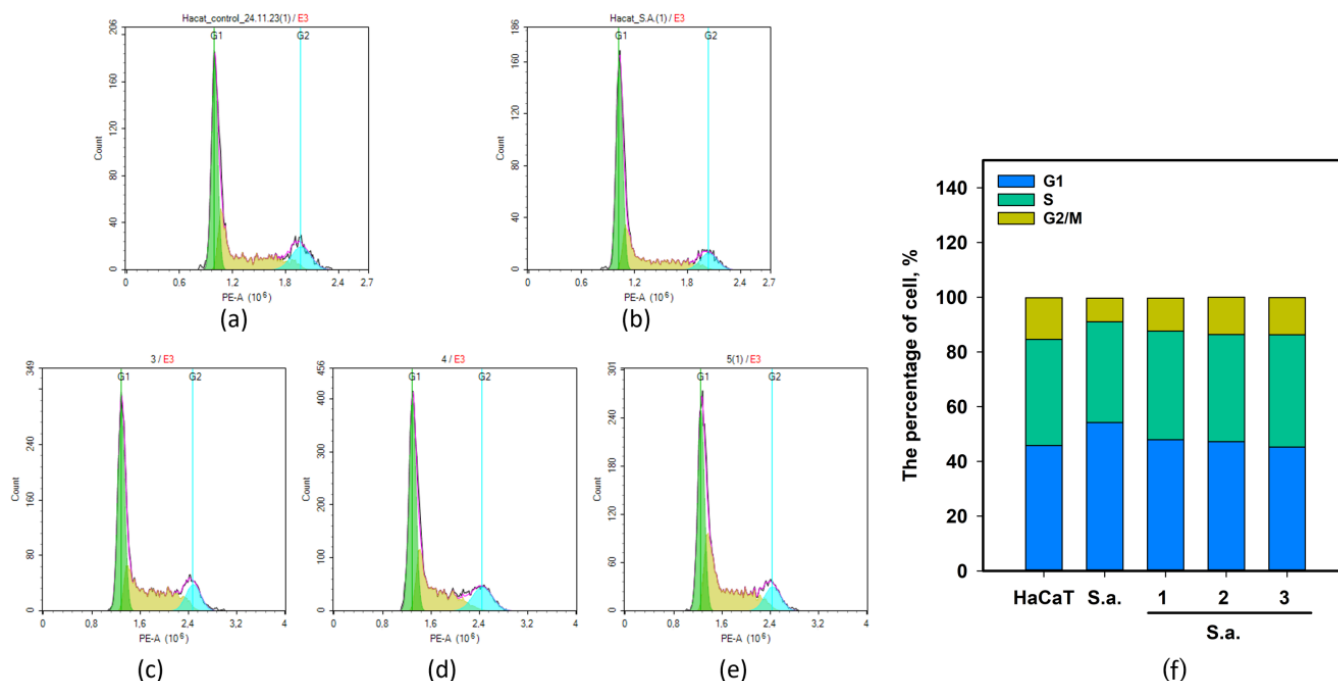 Hacat_control_24.11.23(1) / E3
206
G1
G2
160
120
80
40
0
Count
0
0.6
1.2
1.8
2.4
2.7
PE-A (10^6)
(a)
Hacat_S.A.(1) / E3
186
G1
G2
160
120
80
40
0
Count
0
0.6
1.2
1.8
2.4
2.7
PE-A (10^6)
(b)
3 / E3
349
G1
G2
240
160
80
0
Count
0
0.8
1.6
2.4
3.2
4
PE-A (10^6)
(c)
4 / E3
456
G1
G2
400
300
200
100
0
Count
0
0.8
1.6
2.4
3.2
4
PE-A (10^6)
(d)
5(1) / E3
301
G1
G2
240
180
120
60
0
Count
0
0.8
1.6
2.4
3.2
4
PE-A (10^6)
(e)
G1
S
G2/M
The percentage of cell, %
140
120
100
80
60
40
20
0
HaCaT S.a. 1 2 3
S.a.
(f)